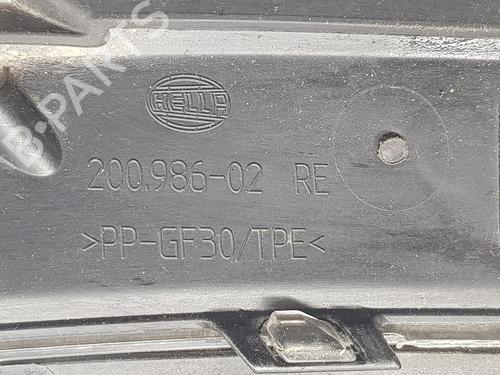 B-PARTS
HELLA
200.986-02 RE
>PP-GF30/TPE<